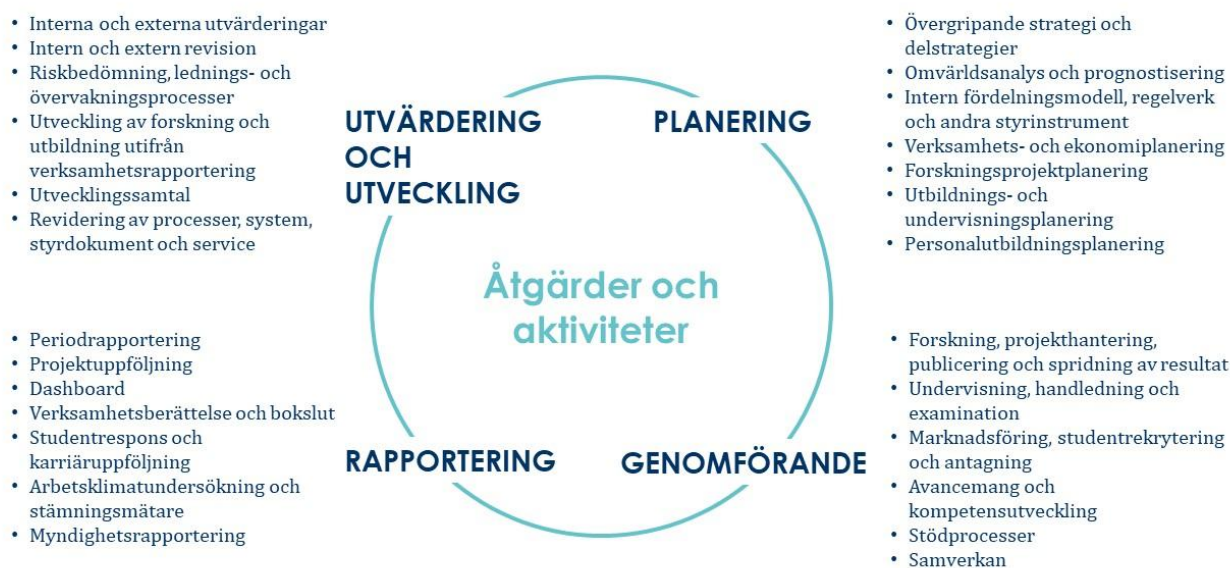 • Interna och externa utvärderingar
• Intern och extern revision
• Riskbedömning, lednings- och
övervakningsprocesser
• Utveckling av forskning och
utbildning utifrån
verksamhetsrapportering
• Utvecklingssamtal
• Revidering av processer, system,
styrdokument och service
UTVÄRDERING
OCH
UTVECKLING
PLANERING
• Övergripande strategi och
delstrategier
• Omvärldsanalys och prognostisering
• Intern fördelningsmodell, regelverk
och andra styrinstrument
• Verksamhets- och ekonomiplanering
• Forskningsprojektplanering
• Utbildnings- och
undervisningsplanering
• Personalutbildningsplanering
Åtgärder och
aktiviteter
• Periodrapportering
• Projektuppföljning
• Dashboard
• Verksamhetsberättelse och bokslut
• Studentrespons och
karriäruppföljning
• Arbetsklimatundersökning och
stämningsmätare
• Myndighetsrapportering
RAPPORTERING
GENOMFÖRANDE
• Forskning, projekthantering,
publicering och spridning av resultat
• Undervisning, handledning och
examination
• Marknadsföring, studentrekrytering
och antagning
• Avancemang och
kompetensutveckling
• Stödprocesser
• Samverkan